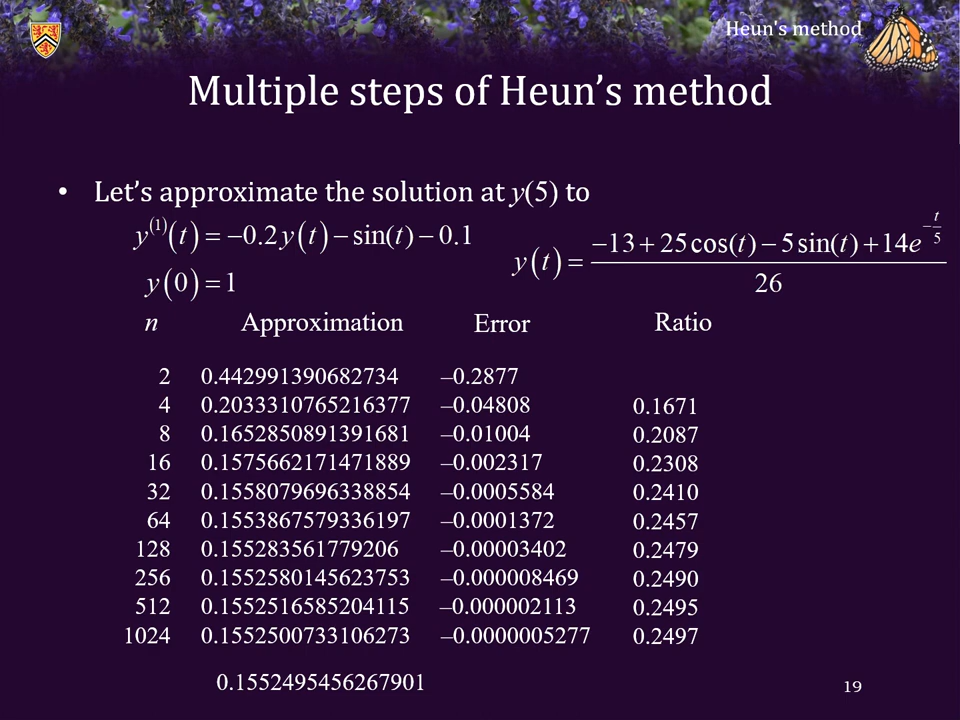 Heun's method
Multiple steps of Heun’s method
• Let’s approximate the solution at y(5) to
y^(1)(t) = –0.2y(t) – sin(t) – 0.1
y(0) = 1
y(t) = (–13 + 25cos(t) – 5sin(t) + 14e^(–t/5)) / 26
n Approximation Error Ratio
2 0.442991390682734 –0.2877
4 0.2033310765216377 –0.04808 0.1671
8 0.1652850891391681 –0.01004 0.2087
16 0.1575662171471889 –0.002317 0.2308
32 0.1558079696338854 –0.0005584 0.2410
64 0.1553867579336197 –0.0001372 0.2457
128 0.155283561779206 –0.00003402 0.2479
256 0.1552580145623753 –0.000008469 0.2490
512 0.1552516585204115 –0.000002113 0.2495
1024 0.1552500733106273 –0.0000005277 0.2497
0.1552495456267901
19